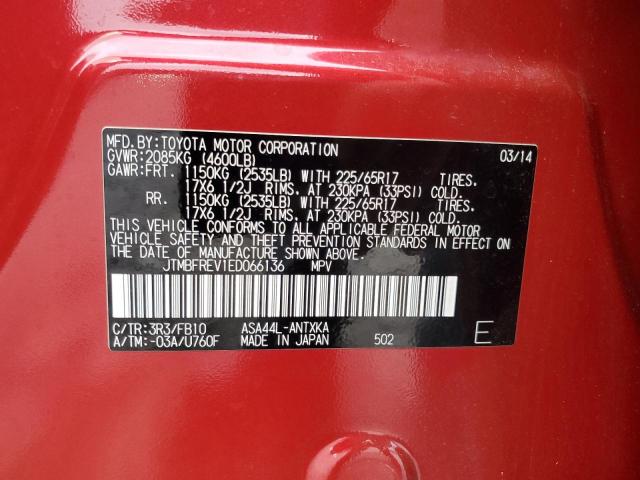 MFD.BY:TOYOTA MOTOR CORPORATION 03/14
GVWR:2085KG (4600LB)
GAWR:FRT. 1150KG (2535LB) WITH 225/65R17 TIRES.
17X6 1/2J RIMS, AT 230KPA (33PSI) COLD.
RR. 1150KG (2535LB) WITH 225/65R17 TIRES.
17X6 1/2J RIMS, AT 230KPA (33PSI) COLD.
THIS VEHICLE CONFORMS TO ALL APPLICABLE FEDERAL MOTOR
VEHICLE SAFETY AND THEFT PREVENTION STANDARDS IN EFFECT
ON THE DATE OF MANUFACTURE SHOWN ABOVE.
JTMBFREV1ED066136 MPV
C/TR:3R3/FB10 ASA44L-ANTXKA
A/TM:-03A/U760F MADE IN JAPAN 502 E